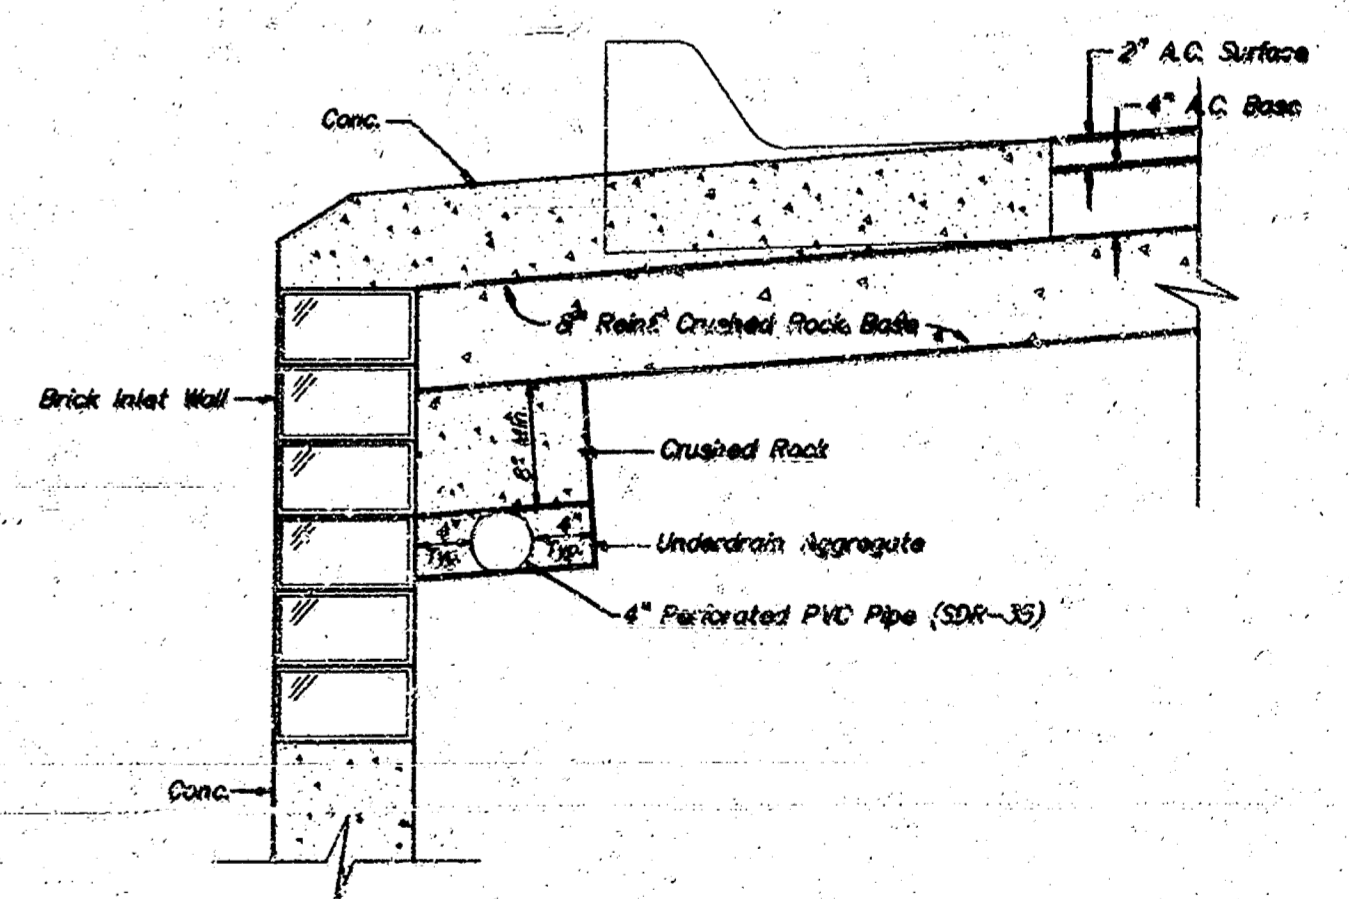 2" A.C. Surface
4" A.C. Base
Conc.
8" Reinf. Crushed Rock Base
Brick Inlet Wall
8" Min.
Crushed Rock
4" Typ.
4" Typ.
Underdrain Aggregate
4" Perforated PVC Pipe (SDR-35)
Conc.